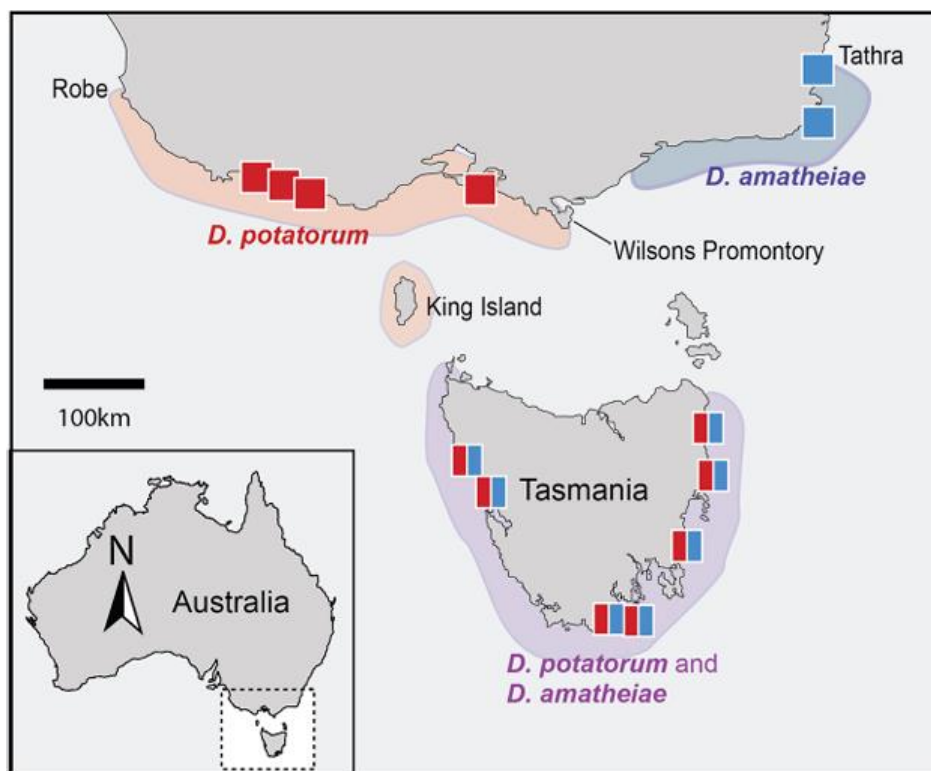 Robe
Tathra
D. potatorum
D. amatheiae
Wilsons Promontory
King Island
100km
Tasmania
N
Australia
D. potatorum and
D. amatheiae